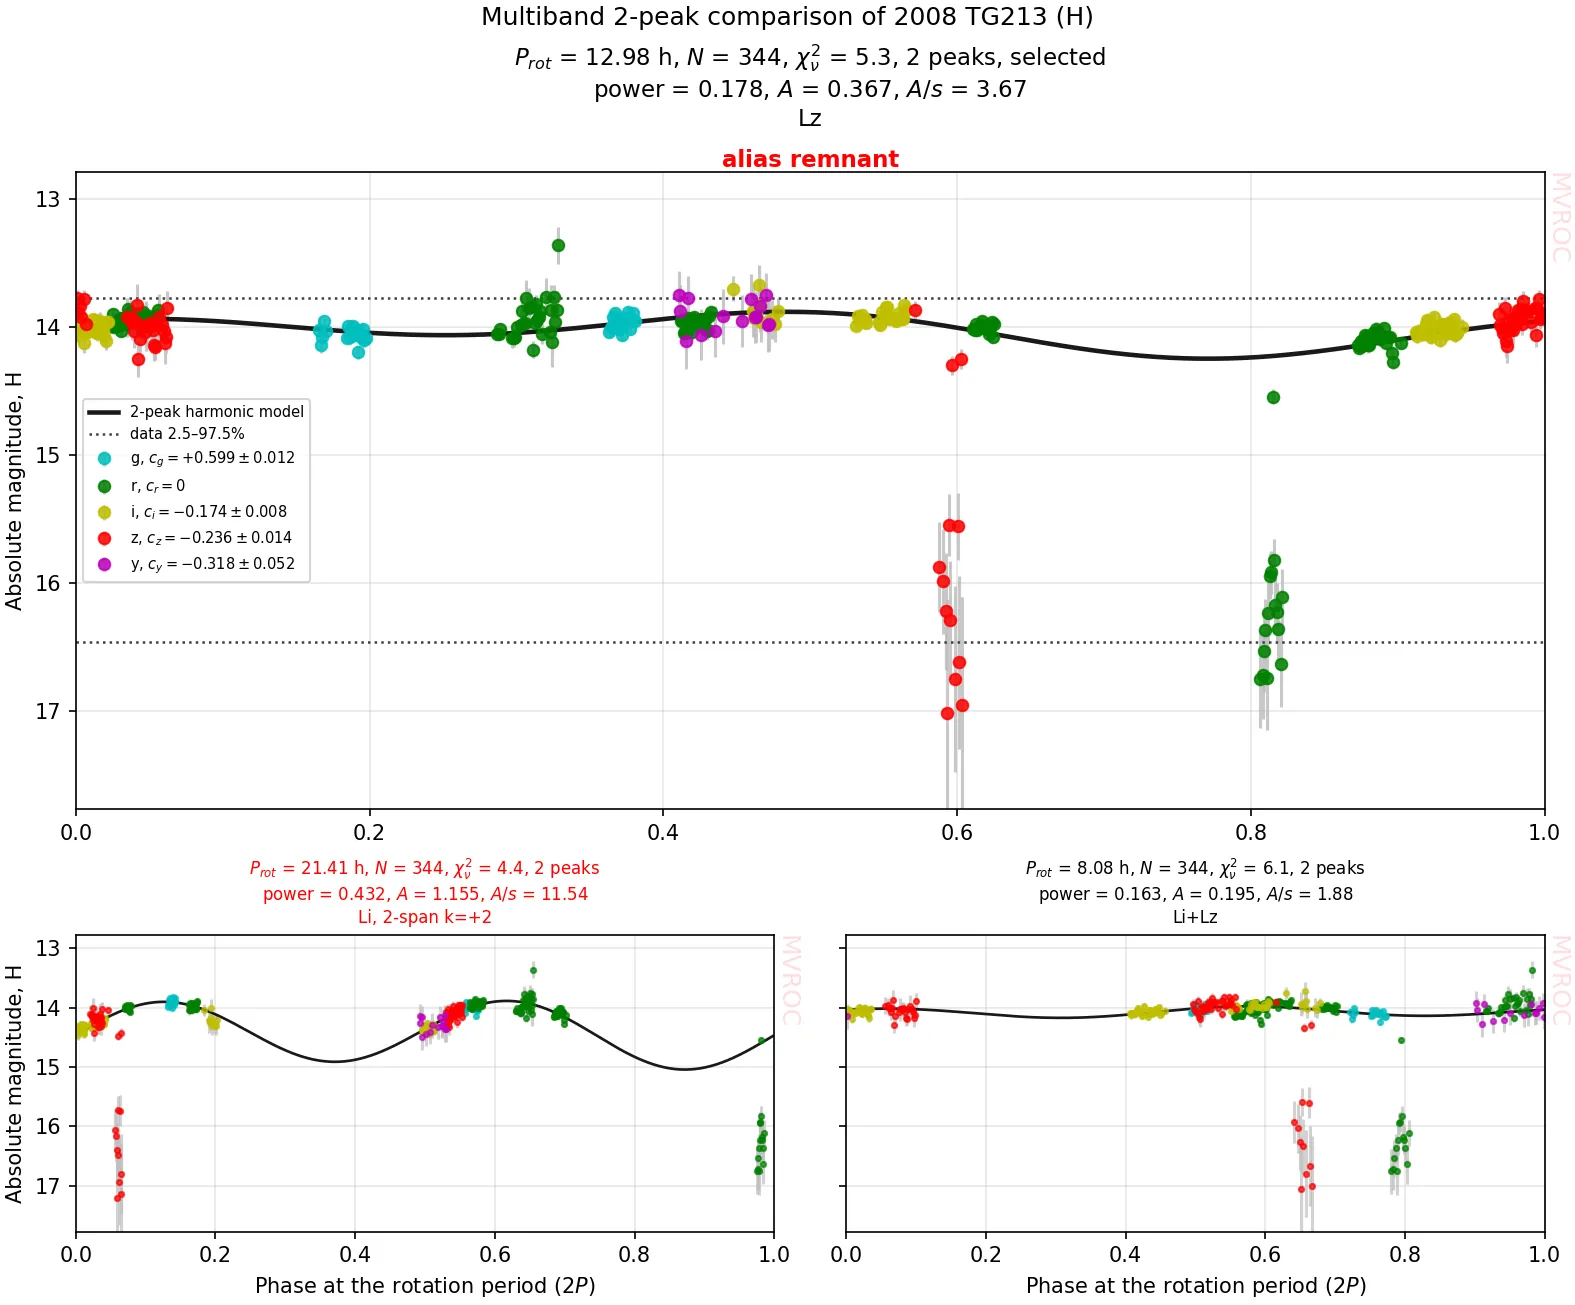 Multiband 2-peak comparison of 2008 TG213 (H)
P_rot = 12.98 h, N = 344, χ²_ν = 5.3, 2 peaks, selected
power = 0.178, A = 0.367, A/s = 3.67
Lz
alias remnant
MVROC
13
14
15
16
17
Absolute magnitude, H
2-peak harmonic model
data 2.5–97.5%
g, c_g = +0.599 ± 0.012
r, c_r = 0
i, c_i = −0.174 ± 0.008
z, c_z = −0.236 ± 0.014
y, c_y = −0.318 ± 0.052
0.0 0.2 0.4 0.6 0.8 1.0
P_rot = 21.41 h, N = 344, χ²_ν = 4.4, 2 peaks
power = 0.432, A = 1.155, A/s = 11.54
Li, 2-span k=+2
MVROC
13
14
15
16
17
Absolute magnitude, H
0.0 0.2 0.4 0.6 0.8 1.0
Phase at the rotation period (2P)
P_rot = 8.08 h, N = 344, χ²_ν = 6.1, 2 peaks
power = 0.163, A = 0.195, A/s = 1.88
Li+Lz
MVROC
0.0 0.2 0.4 0.6 0.8 1.0
Phase at the rotation period (2P)